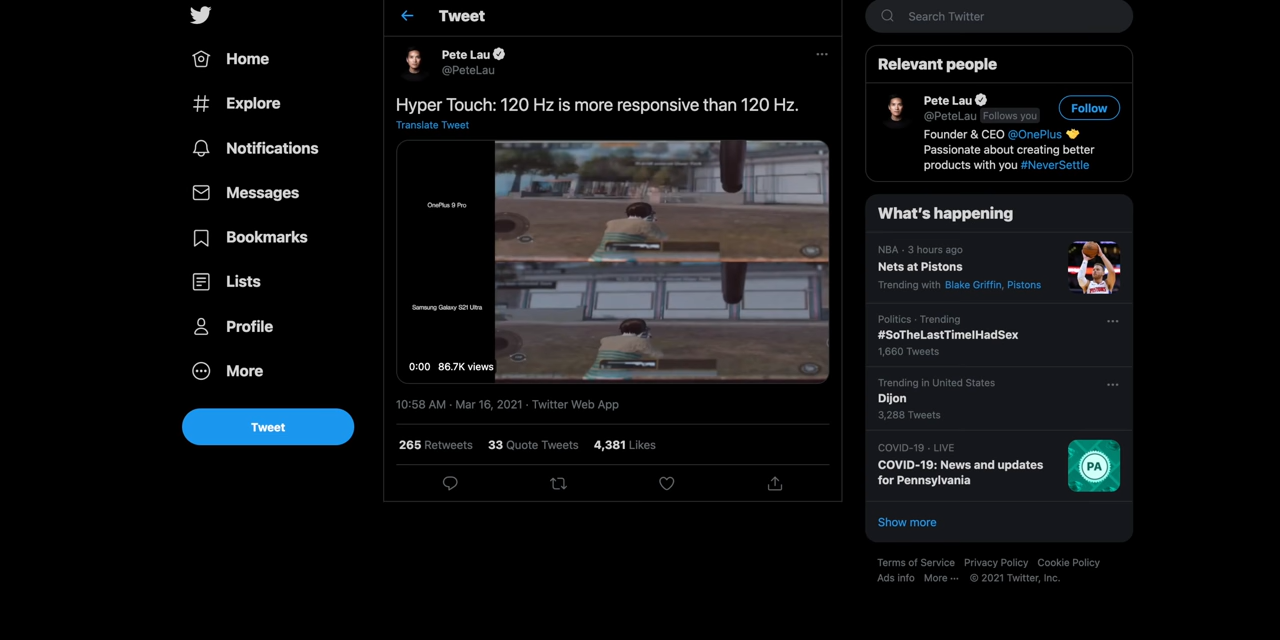 Home
Explore
Notifications
Messages
Bookmarks
Lists
Profile
More
Tweet
Tweet
Pete Lau
@PeteLau
Hyper Touch: 120 Hz is more responsive than 120 Hz.
Translate Tweet
OnePlus 9 Pro
Samsung Galaxy S21 Ultra
0:00 86.7K views
10:58 AM · Mar 16, 2021 · Twitter Web App
265 Retweets 33 Quote Tweets 4,381 Likes
Search Twitter
Relevant people
Pete Lau
@PeteLau Follows you
Follow
Founder & CEO @OnePlus
Passionate about creating better
products with you #NeverSettle
What's happening
NBA · 3 hours ago
Nets at Pistons
Trending with Blake Griffin, Pistons
Politics · Trending
#SoTheLastTimeIHadSex
1,660 Tweets
Trending in United States
Dijon
3,288 Tweets
COVID-19 · LIVE
COVID-19: News and updates
for Pennsylvania
PA
Show more
Terms of Service Privacy Policy Cookie Policy
Ads info More ··· © 2021 Twitter, Inc.